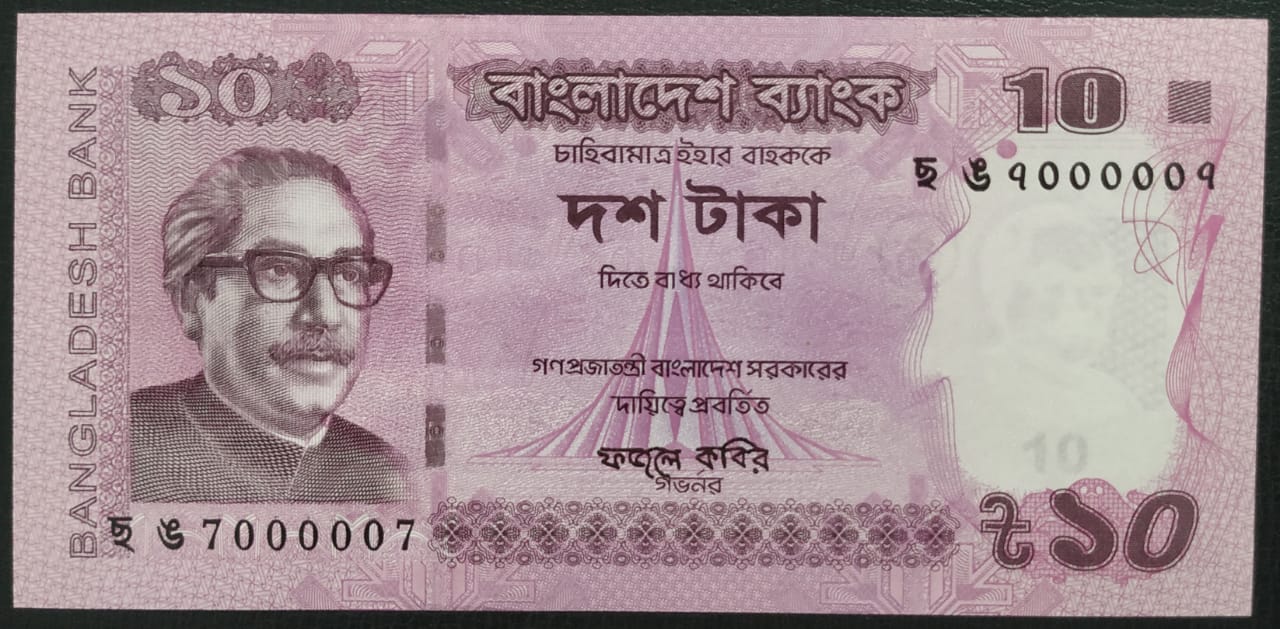 BANGLADESH BANK
১০
বাংলাদেশ ব্যাংক
10
চাহিবামাত্র ইহার বাহককে
ছ ঙ ৭০০০০০৭
দশ টাকা
দিতে বাধ্য থাকিবে
গণপ্রজাতন্ত্রী বাংলাদেশ সরকারের
দায়িত্বে প্রবর্তিত
ফজলে কবির
গভর্নর
10
ছ ঙ 7000007
৳১০